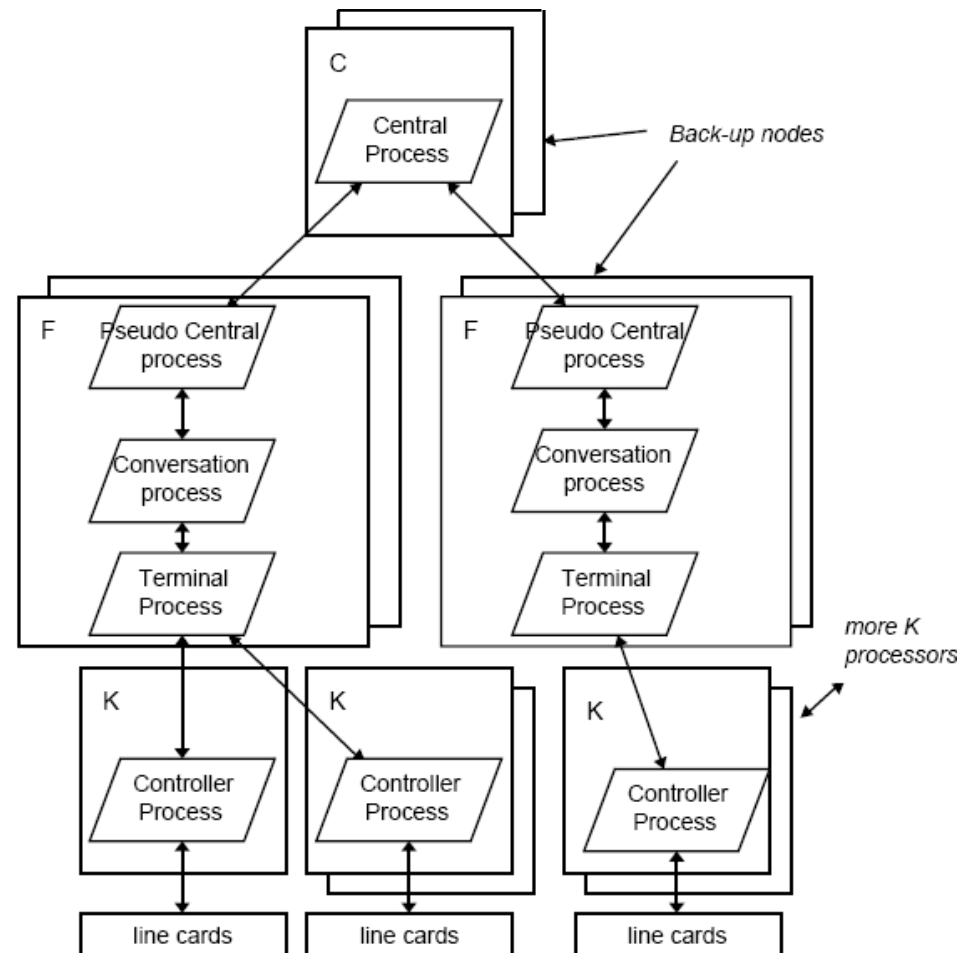 C
Central
Process
Back-up nodes
F
Pseudo Central
process
Conversation
process
Terminal
Process
F
Pseudo Central
process
Conversation
process
Terminal
Process
more K
processors
K
Controller
Process
K
Controller
Process
K
Controller
Process
line cards
line cards
line cards